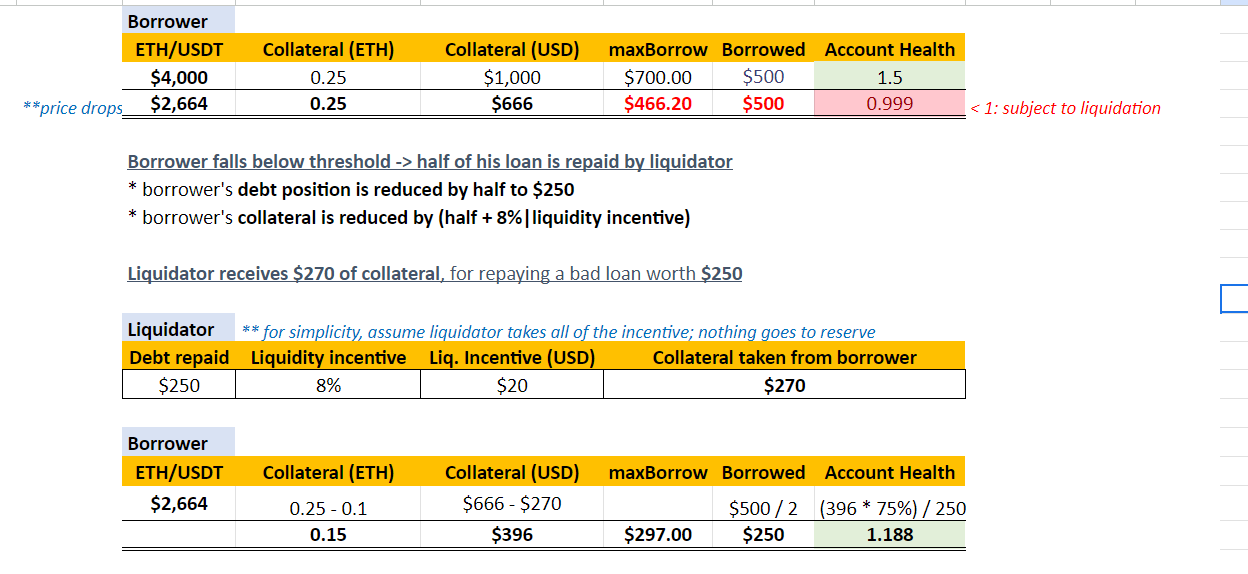 Borrower
ETH/USDT Collateral (ETH) Collateral (USD) maxBorrow Borrowed Account Health
$4,000 0.25 $1,000 $700.00 $500 1.5
**price drops $2,664 0.25 $666 $466.20 $500 0.999 < 1: subject to liquidation
Borrower falls below threshold -> half of his loan is repaid by liquidator
* borrower's debt position is reduced by half to $250
* borrower's collateral is reduced by (half + 8%|liquidity incentive)
Liquidator receives $270 of collateral, for repaying a bad loan worth $250
Liquidator ** for simplicity, assume liquidator takes all of the incentive; nothing goes to reserve
Debt repaid Liquidity incentive Liq. Incentive (USD) Collateral taken from borrower
$250 8% $20 $270
Borrower
ETH/USDT Collateral (ETH) Collateral (USD) maxBorrow Borrowed Account Health
$2,664 0.25 - 0.1 $666 - $270 $500 / 2 (396 * 75%) / 250
0.15 $396 $297.00 $250 1.188